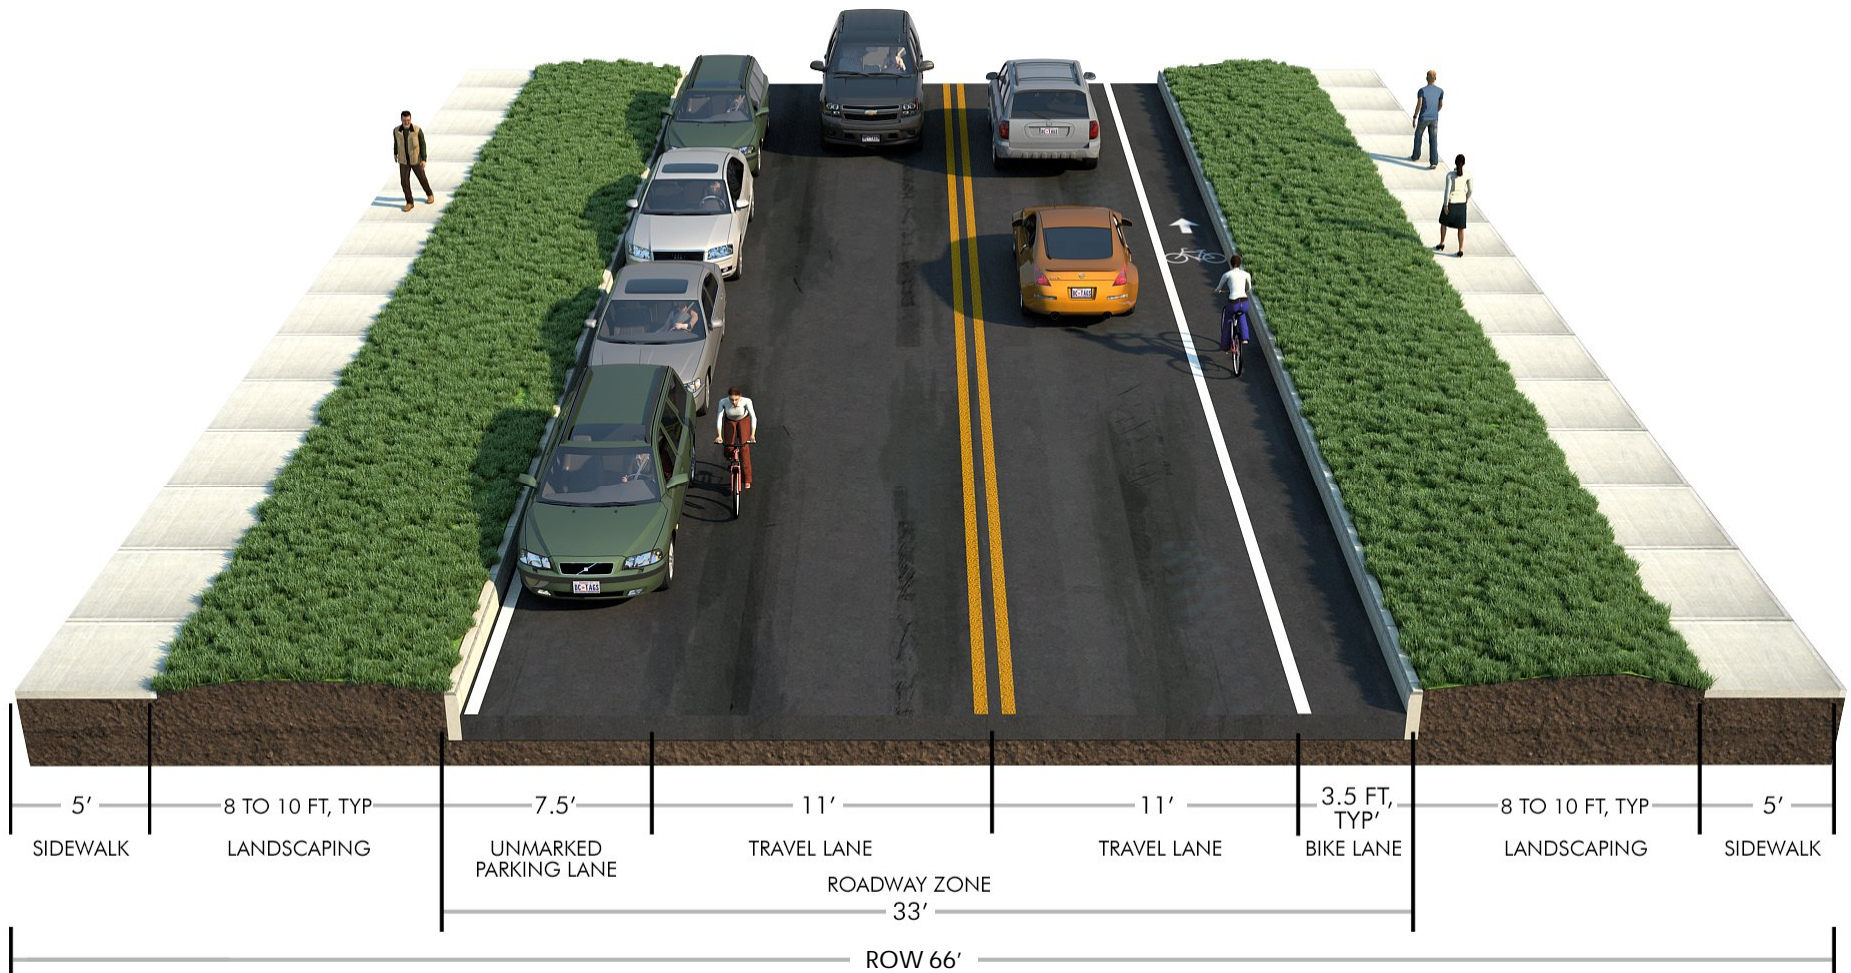 5’
8 TO 10 FT, TYP
7.5’
11’
11’
3.5 FT,
TYP’
8 TO 10 FT, TYP
5’
SIDEWALK
LANDSCAPING
UNMARKED
PARKING LANE
TRAVEL LANE
TRAVEL LANE
BIKE LANE
LANDSCAPING
SIDEWALK
ROADWAY ZONE
33’
ROW 66’